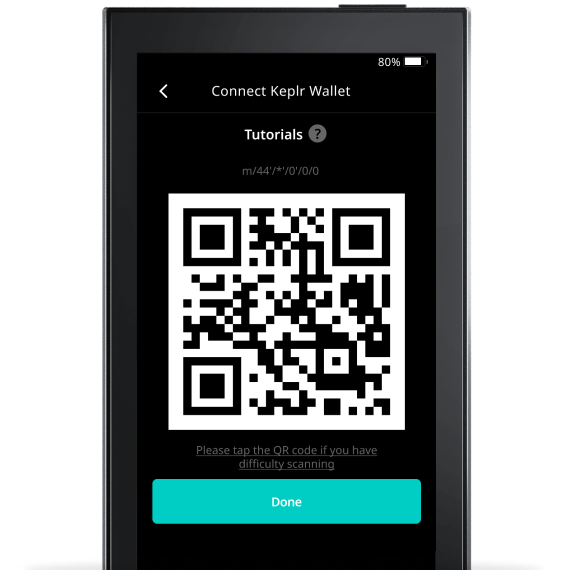 80%
Connect Keplr Wallet
Tutorials ?
m/44'/*'/0'/0/0
Please tap the QR code if you have
difficulty scanning
Done